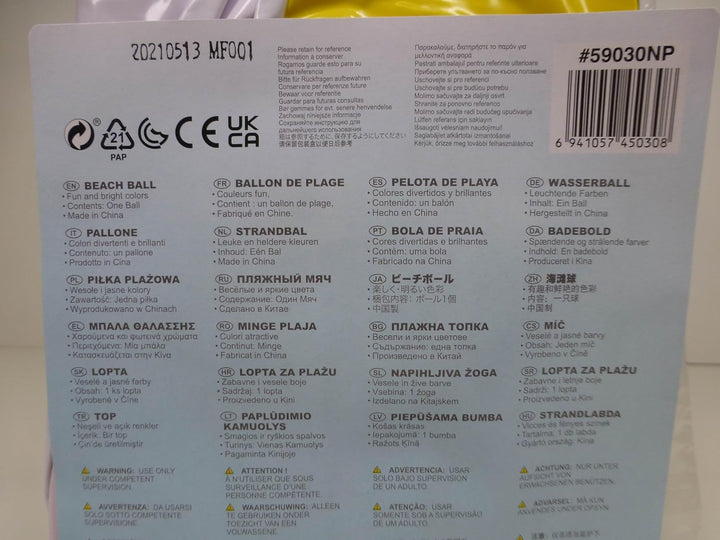 20210513 MF001
Please retain for reference
Information à conserver
Rogamos guarde esto para su
futura referencia
Bitte für Rückfragen aufbewahren
Conservare per referenze future
Bewaar voor referentie
Guardar para futuras consultas
Bør gemmes for evt. senere henvendelse
Zachowaj niniejsze informacje
Сохраняйте инструкцию для
дальнейшего использования
Παρακαλούμε, διατηρήστε το παρόν για
μελλοντική αναφορά
Pastrati ambalajul pentru referinte ulterioare
Uschovejte si pro referenci
Uschovejte si pre budúcu potrebu
Molimo sačuvajte za daljnji osvrt
Shranite za ponovno referenco
Molimo sačuvajte radi budućeg upućivanja
Lütfen referans için saklayın
Išsaugoti vėlesniam naudojimui
Saglabājiet atkārtotai izmantošanai
Kérjük, őrizze meg további felhasználáshoz
#59030NP
6 941057 450308
21
PAP
CE
UK
CA
EN BEACH BALL
• Fun and bright colors
• Contents: One Ball
• Made in China
FR BALLON DE PLAGE
• Couleurs fun,
• Contient : un ballon de plage,
• Fabriqué en Chine.
ES PELOTA DE PLAYA
• Colores divertidos y brillantes
• Contenido: un balón
• Hecho en China
DE WASSERBALL
• Leuchtende Farben
• Inhalt: Ein Ball
• Hergestellt in China
IT PALLONE
• Colori divertenti e brillanti
• Contenuto: un pallone
• Prodotto in Cina
NL STRANDBAL
• Leuke en heldere kleuren
• Inhoud: Eén Bal
• Made in China
PT BOLA DE PRAIA
• Cores divertidas e brilhantes
• Contém: uma bola
• Fabricado na China
DA BADEBOLD
• Spændende og strålende farver
• Indhold: En badebold
• Produceret i Kina
PL PIŁKA PLAŻOWA
• Wesołe i jasne kolory
• Zawartość: Jedna piłka
• Wyprodukowano w Chinach
RU ПЛЯЖНЫЙ МЯЧ
• Весёлые и яркие цвета
• Содержание: Один Мяч
• Сделано в Китае
JA ビーチボール
• 楽しく・明るい色彩
• 梱包内容: ボール1個
• 中国製
ZH 海滩球
• 有趣和鲜艳的色彩
• 内容: 一只球
• 中国制
EL ΜΠΑΛΑ ΘΑΛΑΣΣΗΣ
• Χαρούμενα και φωτεινά χρώματα
• Περιεχόμενα: Μία μπάλα
• Κατασκευάζεται στην Κίνα
RO MINGE PLAJA
• Culori atractive
• Continut: Minge
• Fabricat in China
BG ПЛАЖНА ТОПКА
• Весели и ярки цветове
• Съдържание: една топка
• Произведено в Китай
CS MÍČ
• Veselé a jasné barvy
• Obsah: Jeden míč
• Vyrobeno v Číně
SK LOPTA
• Veselé a jasné farby
• Obsah: 1 ks lopta
• Vyrobené v Číne
HR LOPTA ZA PLAŽU
• Zabavne i vesele boje
• Sadržaj: 1 lopta
• Proizvedeno u Kini
SL NAPIHLJIVA ŽOGA
• Vesele in žive barve
• Vsebina: 1 žoga
• Izdelano na Kitajskem
SR LOPTA ZA PLAŽU
• Zabavne i letnje boje
• Sadrži: 1 lopta
• Proizvedeno u Kini
TR TOP
• Neşeli ve açık renkler
• İçerik: Bir top
• Çin'de üretilmiştir
LT PAPLŪDIMIO
KAMUOLYS
• Smagios ir ryškios spalvos
• Turinys: Vienas Kamuolys
• Pagaminta Kinijoje
LV PIEPŪŠAMA BUMBA
• Košas krāsas
• Iepakojumā: 1 bumba
• Ražots Ķīnā
HU STRANDLABDA
• Vicces és fényes színek
• Tartalma: 1 db labda
• Gyártó ország: Kína
WARNING: USE ONLY
UNDER COMPETENT
SUPERVISION
ATTENTION !
À N'UTILISER QUE SOUS
SURVEILLANCE D'UNE
PERSONNE COMPÉTENTE.
ADVERTENCIA: USAR
SOLO BAJO SUPERVISION
DE UN ADULTO.
ACHTUNG: NUR UNTER
AUFSICHT VON
ERWACHSENEN BENÜTZEN.
AVVERTENZA: DA USARSI
SOLO SOTTO COMPETENTE
SUPERVISIONE
WAARSCHUWING: ALLEEN
TE GEBRUIKEN ONDER
TOEZICHT VAN EEN
VOLWASSENE
ATENÇÃO: USAR
SOMENTE SOB A SUPERVISÃO
DE UM ADULTO
ADVARSEL: MÅ KUN
ANVENDES UNDER OPSYN